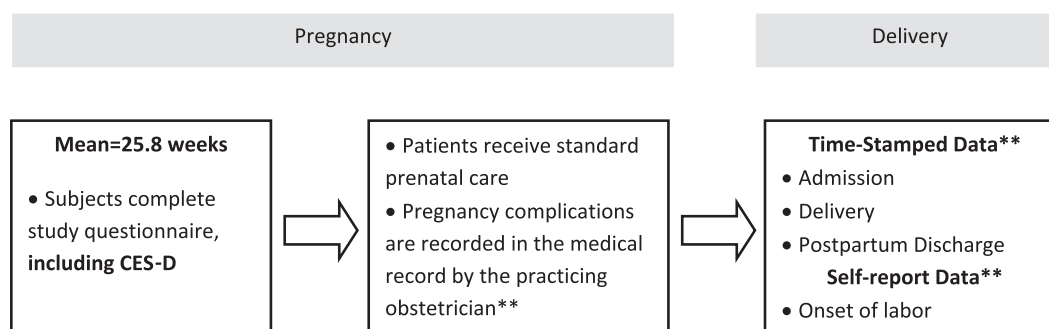 Pregnancy
Delivery
Mean=25.8 weeks
• Subjects complete
study questionnaire,
including CES-D
• Patients receive standard
prenatal care
• Pregnancy complications
are recorded in the medical
record by the practicing
obstetrician**
Time-Stamped Data**
• Admission
• Delivery
• Postpartum Discharge
Self-report Data**
• Onset of labor